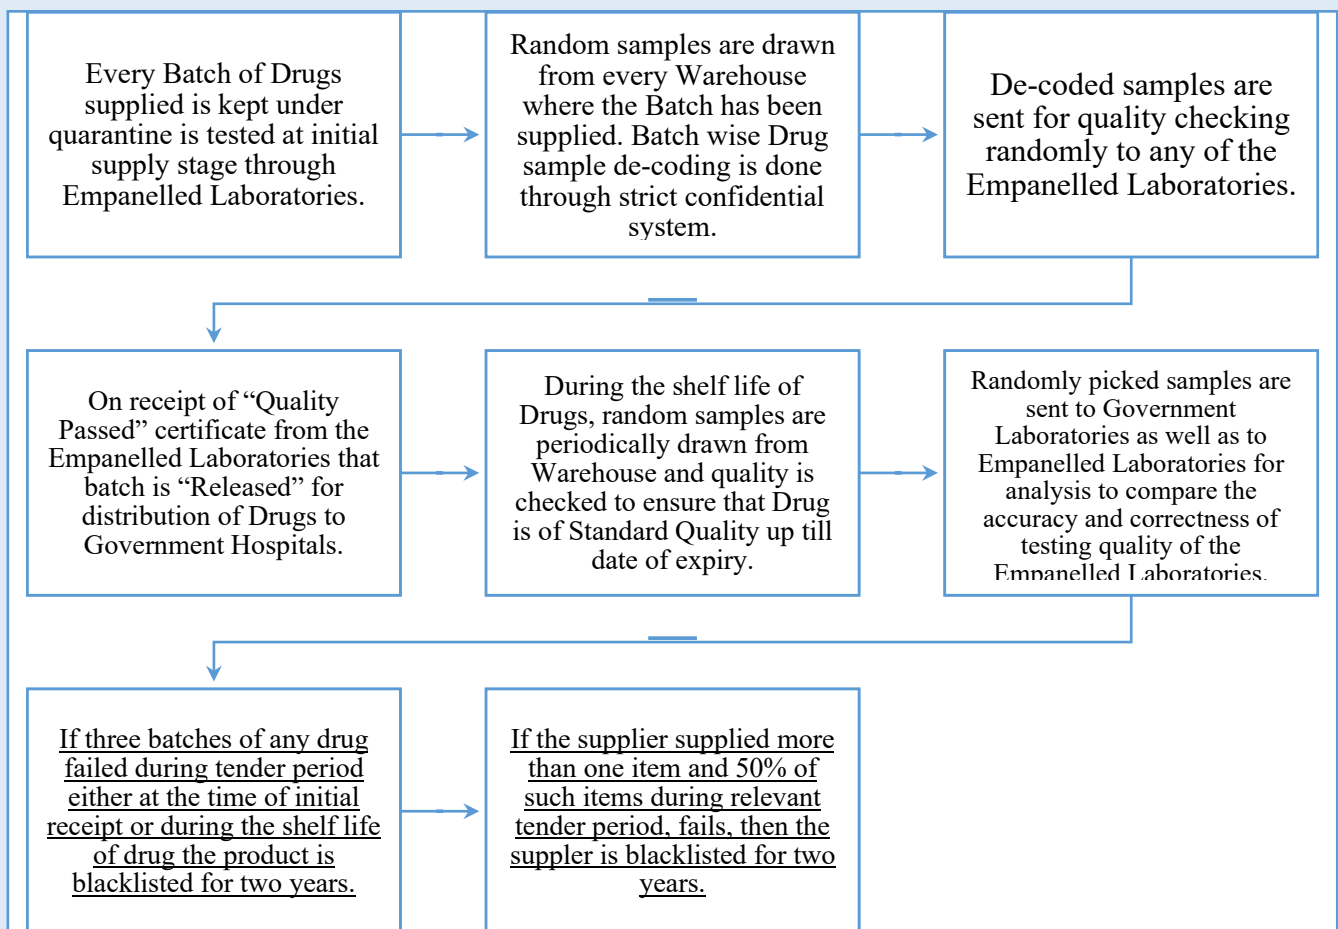 Every Batch of Drugs
supplied is kept under
quarantine is tested at initial
supply stage through
Empanelled Laboratories.
Random samples are drawn
from every Warehouse
where the Batch has been
supplied. Batch wise Drug
sample de-coding is done
through strict confidential
system.
De-coded samples are
sent for quality checking
randomly to any of the
Empanelled Laboratories.
On receipt of “Quality
Passed” certificate from the
Empanelled Laboratories that
batch is “Released” for
distribution of Drugs to
Government Hospitals.
During the shelf life of
Drugs, random samples are
periodically drawn from
Warehouse and quality is
checked to ensure that Drug
is of Standard Quality up till
date of expiry.
Randomly picked samples are
sent to Government
Laboratories as well as to
Empanelled Laboratories for
analysis to compare the
accuracy and correctness of
testing quality of the
Empanelled Laboratories.
If three batches of any drug
failed during tender period
either at the time of initial
receipt or during the shelf life
of drug the product is
blacklisted for two years.
If the supplier supplied more
than one item and 50% of
such items during relevant
tender period, fails, then the
suppler is blacklisted for two
years.